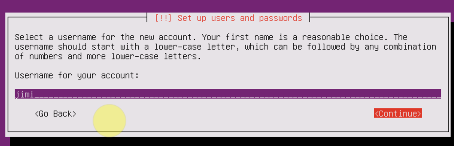 [!!] Set up users and passwords
Select a username for the new account. Your first name is a reasonable choice. The
username should start with a lower-case letter, which can be followed by any combination
of numbers and more lower-case letters.
Username for your account:
jimi
<Go Back>
<Continue>